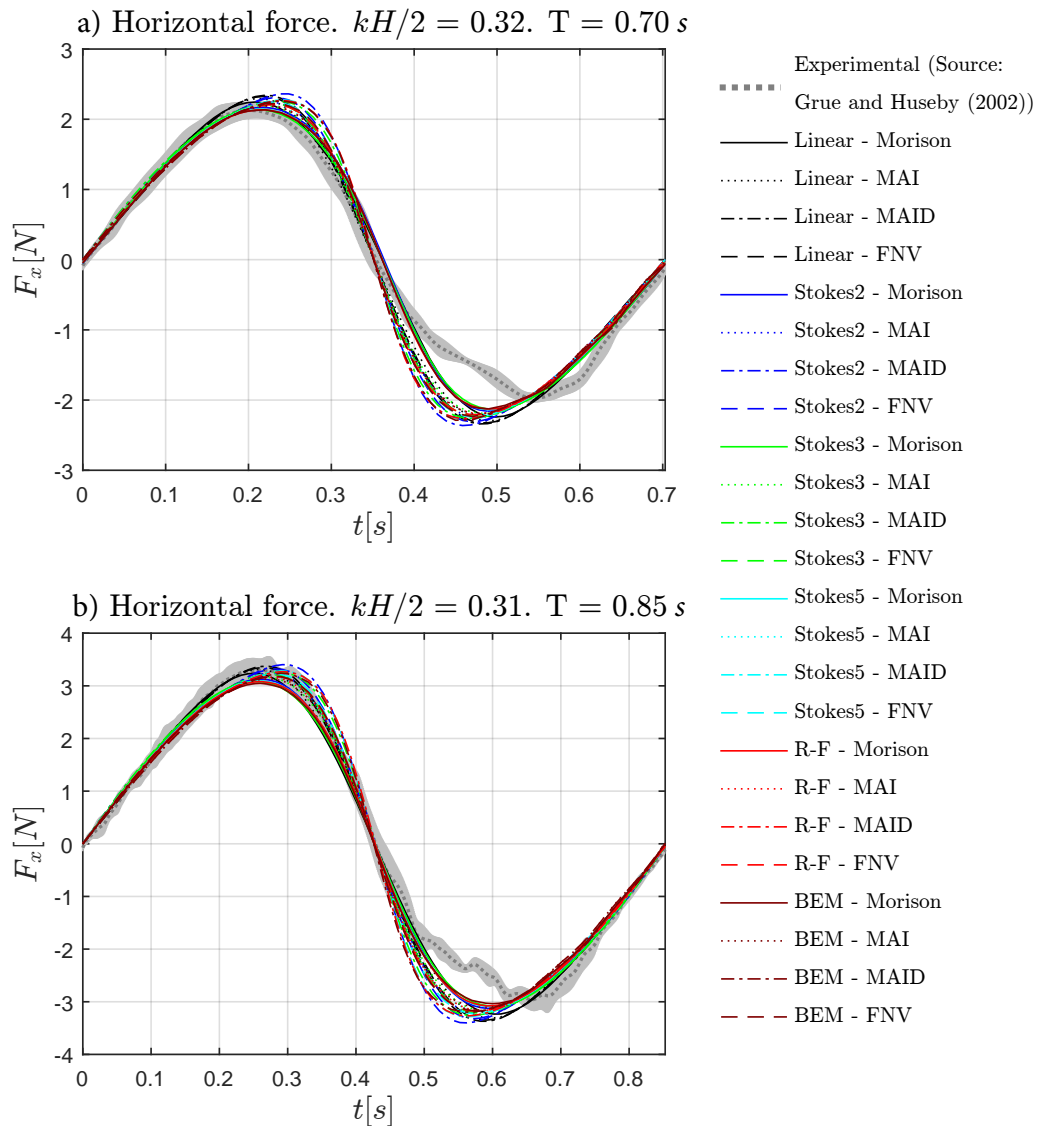 a) Horizontal force. kH/2 = 0.32. T = 0.70 s
3
2
1
0
-1
-2
-3
F_x[N]
0 0.1 0.2 0.3 0.4 0.5 0.6 0.7
t[s]
b) Horizontal force. kH/2 = 0.31. T = 0.85 s
4
3
2
1
0
-1
-2
-3
-4
F_x[N]
0 0.1 0.2 0.3 0.4 0.5 0.6 0.7 0.8
t[s]
Experimental (Source:
Grue and Huseby (2002))
Linear - Morison
Linear - MAI
Linear - MAID
Linear - FNV
Stokes2 - Morison
Stokes2 - MAI
Stokes2 - MAID
Stokes2 - FNV
Stokes3 - Morison
Stokes3 - MAI
Stokes3 - MAID
Stokes3 - FNV
Stokes5 - Morison
Stokes5 - MAI
Stokes5 - MAID
Stokes5 - FNV
R-F - Morison
R-F - MAI
R-F - MAID
R-F - FNV
BEM - Morison
BEM - MAI
BEM - MAID
BEM - FNV